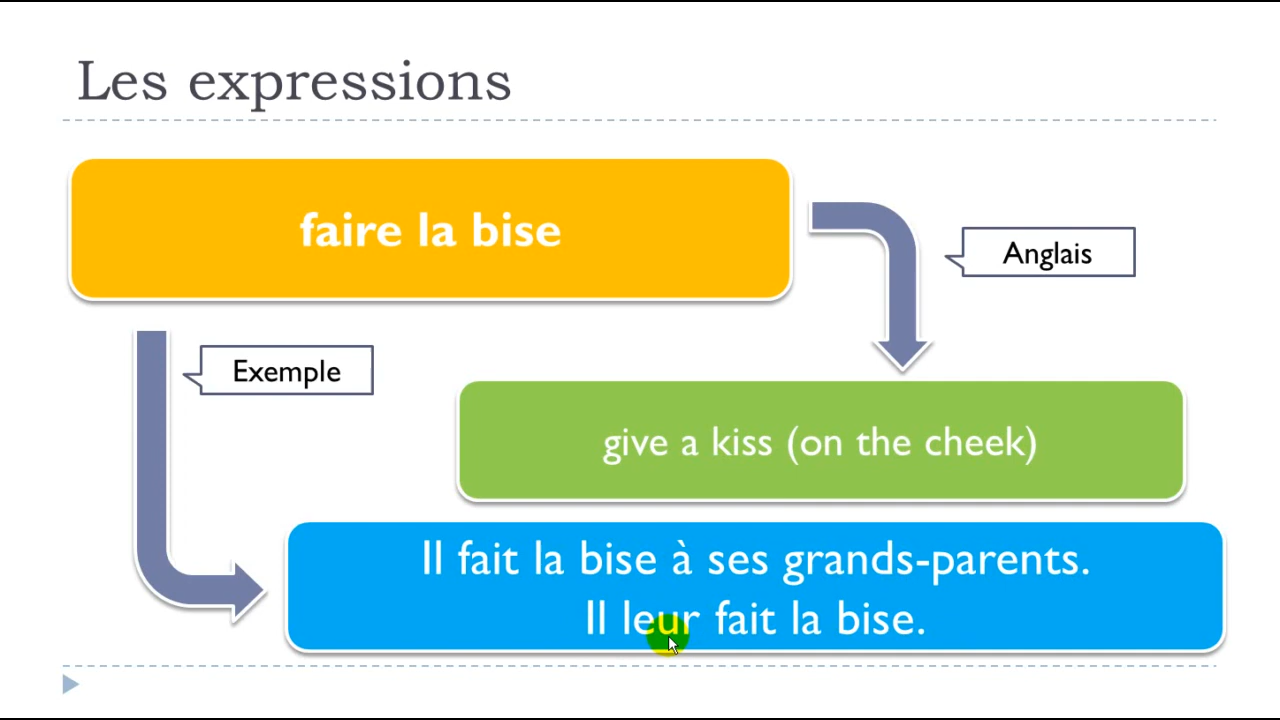 Les expressions
faire la bise
Anglais
Exemple
give a kiss (on the cheek)
Il fait la bise à ses grands-parents.
Il leur fait la bise.